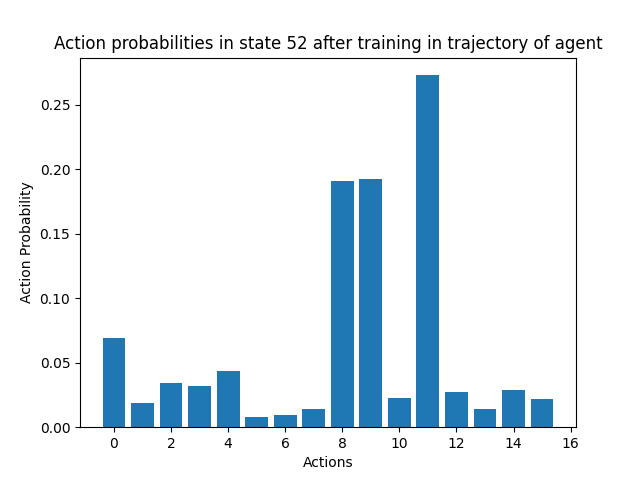 Action probabilities in state 52 after training in trajectory of agent
0.25
0.20
0.15
0.10
0.05
0.00
Action Probability
0 2 4 6 8 10 12 14 16
Actions